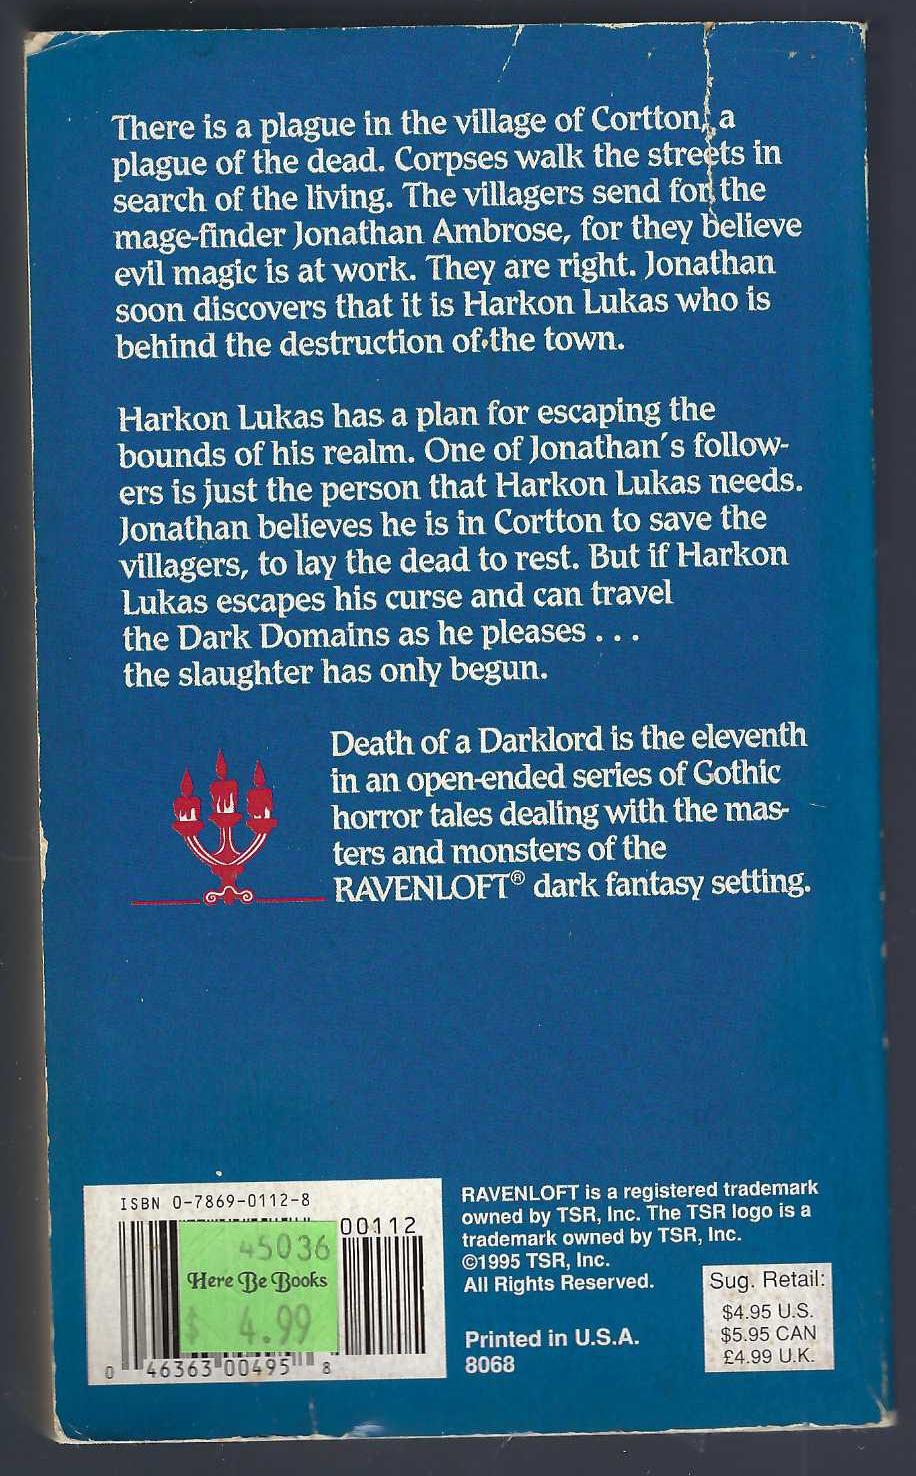 There is a plague in the village of Cortton, a
plague of the dead. Corpses walk the streets in
search of the living. The villagers send for the
mage-finder Jonathan Ambrose, for they believe
evil magic is at work. They are right. Jonathan
soon discovers that it is Harkon Lukas who is
behind the destruction of the town.
Harkon Lukas has a plan for escaping the
bounds of his realm. One of Jonathan's follow-
ers is just the person that Harkon Lukas needs.
Jonathan believes he is in Cortton to save the
villagers, to lay the dead to rest. But if Harkon
Lukas escapes his curse and can travel
the Dark Domains as he pleases . . .
the slaughter has only begun.
Death of a Darklord is the eleventh
in an open-ended series of Gothic
horror tales dealing with the mas-
ters and monsters of the
RAVENLOFT® dark fantasy setting.
ISBN 0-7869-0112-8
00112
45036
Here Be Books
$ 4.99
0 46363 00495 8
RAVENLOFT is a registered trademark
owned by TSR, Inc. The TSR logo is a
trademark owned by TSR, Inc.
©1995 TSR, Inc.
All Rights Reserved.
Printed in U.S.A.
8068
Sug. Retail:
$4.95 U.S.
$5.95 CAN
£4.99 U.K.